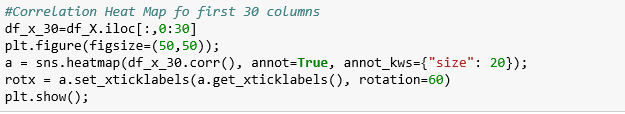 #Correlation Heat Map fo first 30 columns
df_x_30=df_X.iloc[:,0:30]
plt.figure(figsize=(50,50));
a = sns.heatmap(df_x_30.corr(), annot=True, annot_kws={"size": 20});
rotx = a.set_xticklabels(a.get_xticklabels(), rotation=60)
plt.show();